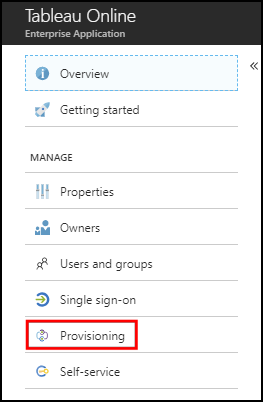 Tableau Online
Enterprise Application
Overview
Getting started
MANAGE
Properties
Owners
Users and groups
Single sign-on
Provisioning
Self-service